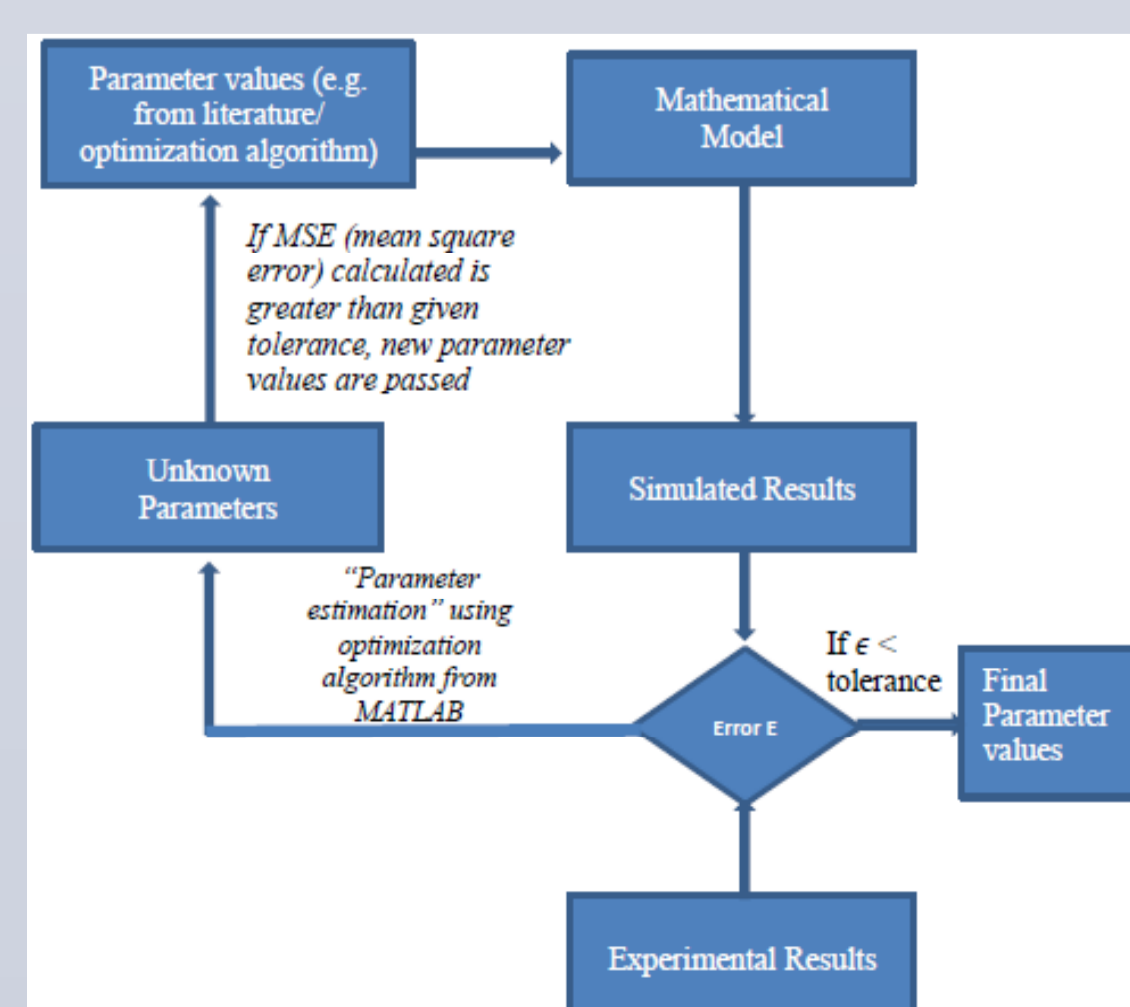 Parameter values (e.g.
from literature/
optimization algorithm)
Mathematical
Model
If MSE (mean square
error) calculated is
greater than given
tolerance, new parameter
values are passed
Unknown
Parameters
Simulated Results
“Parameter
estimation” using
optimization
algorithm from
MATLAB
If ϵ <
tolerance
Error E
Final
Parameter
values
Experimental Results